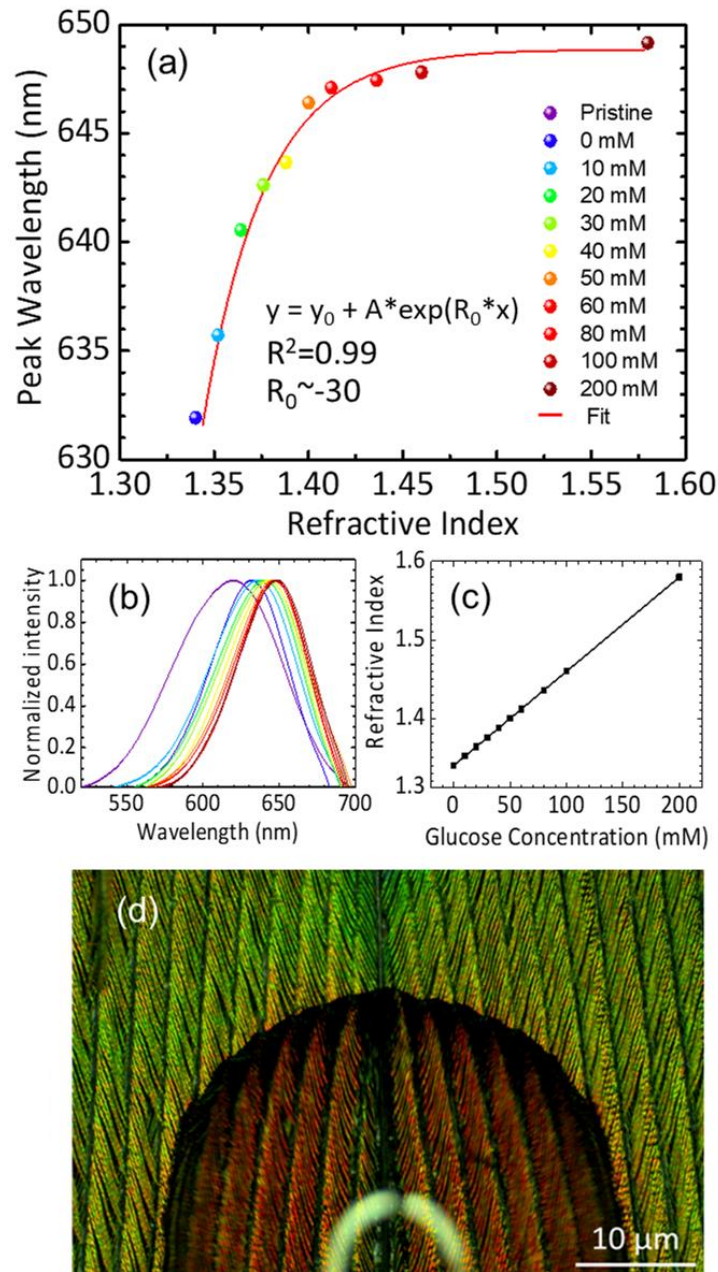 (a)
650
645
640
635
630
Peak Wavelength (nm)
Pristine
0 mM
10 mM
20 mM
30 mM
40 mM
50 mM
60 mM
80 mM
100 mM
200 mM
Fit
y = y₀ + A*exp(R₀*x)
R²=0.99
R₀~-30
1.30 1.35 1.40 1.45 1.50 1.55 1.60
Refractive Index
(b)
1.0
0.8
0.6
0.4
0.2
0.0
Normalized intensity
550 600 650 700
Wavelength (nm)
(c)
1.6
1.5
1.4
1.3
Refractive Index
0 50 100 150 200
Glucose Concentration (mM)
(d)
10 µm